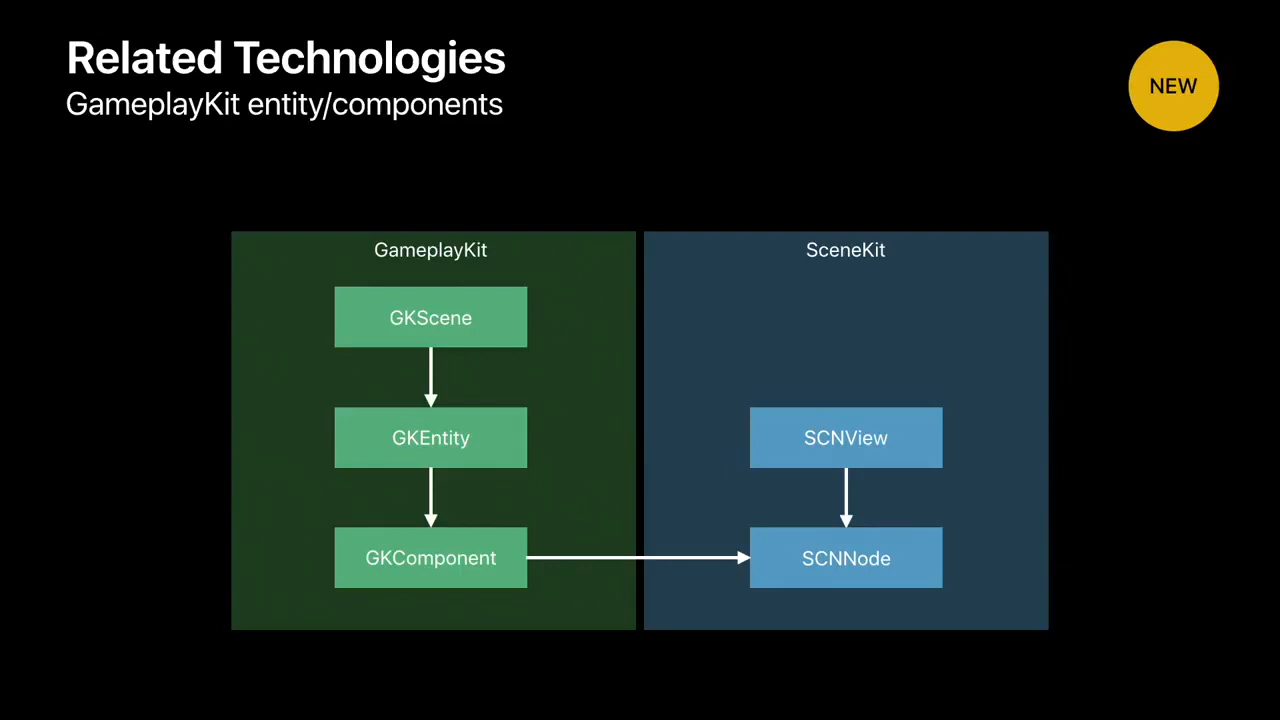 Related Technologies
GameplayKit entity/components
NEW
GameplayKit
GKScene
GKEntity
GKComponent
SceneKit
SCNView
SCNNode